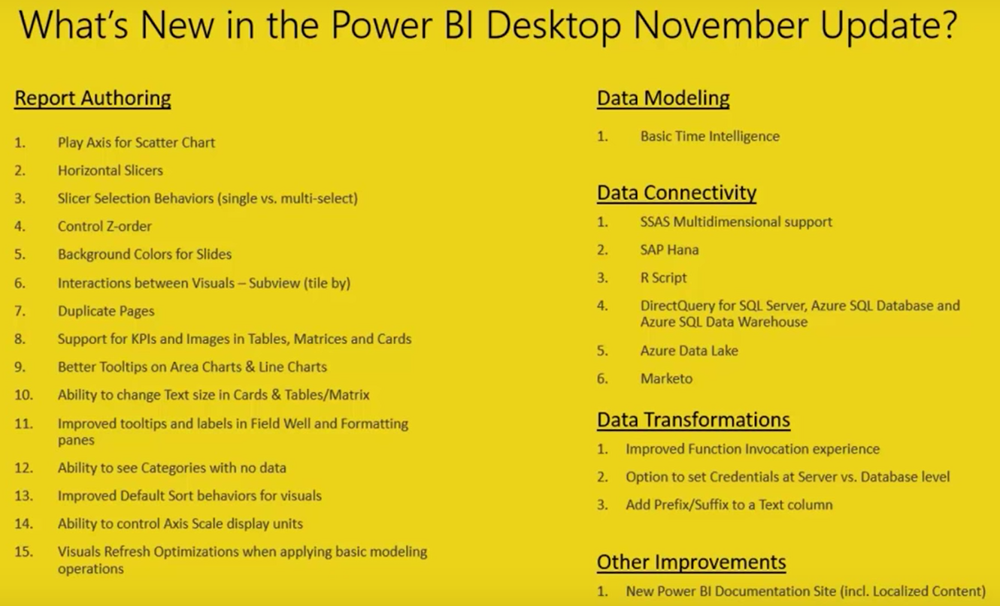 What's New in the Power BI Desktop November Update?
Report Authoring
1. Play Axis for Scatter Chart
2. Horizontal Slicers
3. Slicer Selection Behaviors (single vs. multi-select)
4. Control Z-order
5. Background Colors for Slides
6. Interactions between Visuals – Subview (tile by)
7. Duplicate Pages
8. Support for KPIs and Images in Tables, Matrices and Cards
9. Better Tooltips on Area Charts & Line Charts
10. Ability to change Text size in Cards & Tables/Matrix
11. Improved tooltips and labels in Field Well and Formatting
panes
12. Ability to see Categories with no data
13. Improved Default Sort behaviors for visuals
14. Ability to control Axis Scale display units
15. Visuals Refresh Optimizations when applying basic modeling
operations
Data Modeling
1. Basic Time Intelligence
Data Connectivity
1. SSAS Multidimensional support
2. SAP Hana
3. R Script
4. DirectQuery for SQL Server, Azure SQL Database and
Azure SQL Data Warehouse
5. Azure Data Lake
6. Marketo
Data Transformations
1. Improved Function Invocation experience
2. Option to set Credentials at Server vs. Database level
3. Add Prefix/Suffix to a Text column
Other Improvements
1. New Power BI Documentation Site (incl. Localized Content)